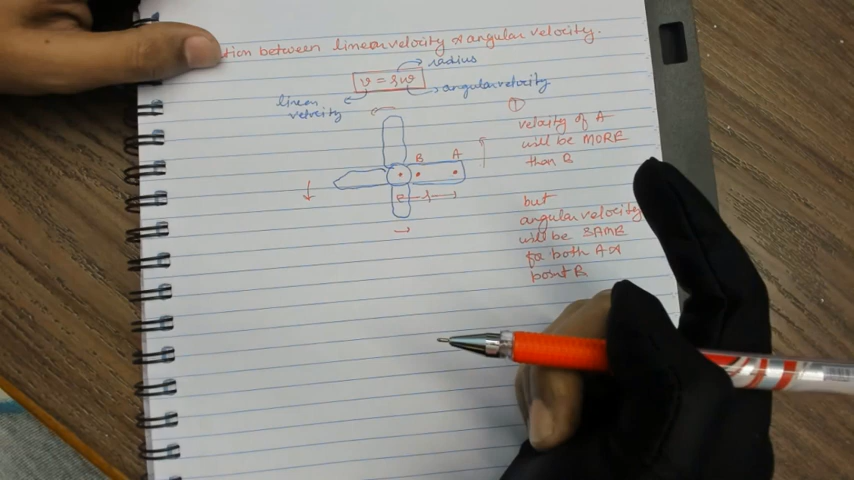 tion between linear velocity & angular velocity.
radius
v = rω
angular velocity
linear
velocity
①
velocity of A
will be MORE
than B
B
A
r
but
angular velocity
will be SAME
for both A &
point B